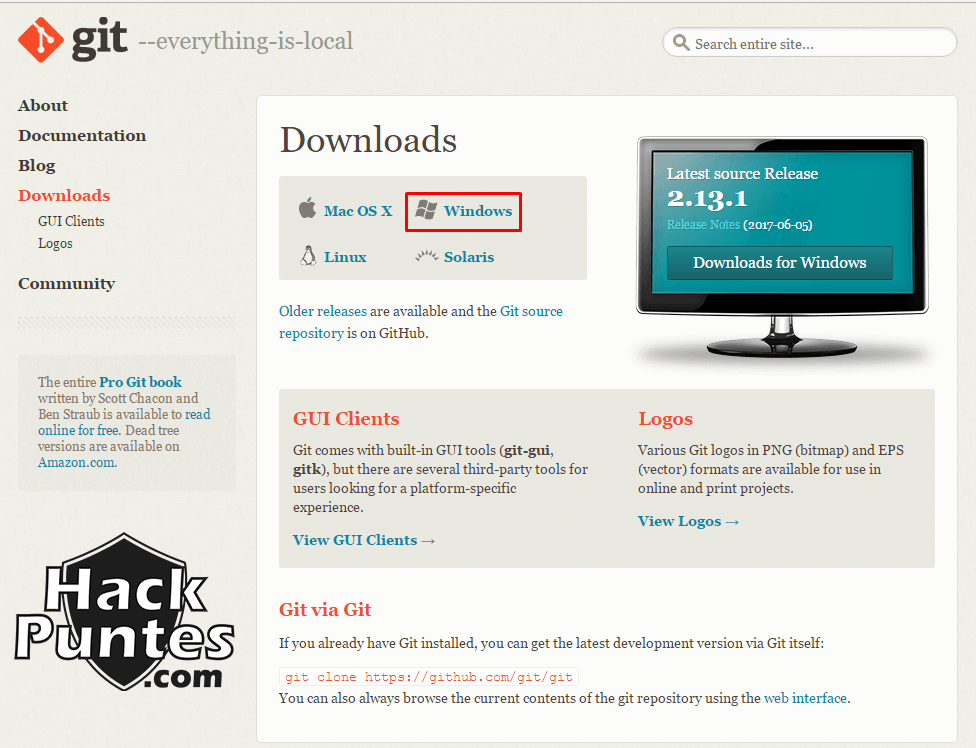 git --everything-is-local
Search entire site...
About
Documentation
Blog
Downloads
GUI Clients
Logos
Community
The entire Pro Git book
written by Scott Chacon and
Ben Straub is available to read
online for free. Dead tree
versions are available on
Amazon.com.
Hack
Puntes
.com
Downloads
Mac OS X
Windows
Linux
Solaris
Older releases are available and the Git source
repository is on GitHub.
Latest source Release
2.13.1
Release Notes (2017-06-05)
Downloads for Windows
GUI Clients
Git comes with built-in GUI tools (git-gui,
gitk), but there are several third-party tools for
users looking for a platform-specific
experience.
View GUI Clients →
Logos
Various Git logos in PNG (bitmap) and EPS
(vector) formats are available for use in
online and print projects.
View Logos →
Git via Git
If you already have Git installed, you can get the latest development version via Git itself:
git clone https://github.com/git/git
You can also always browse the current contents of the git repository using the web interface.